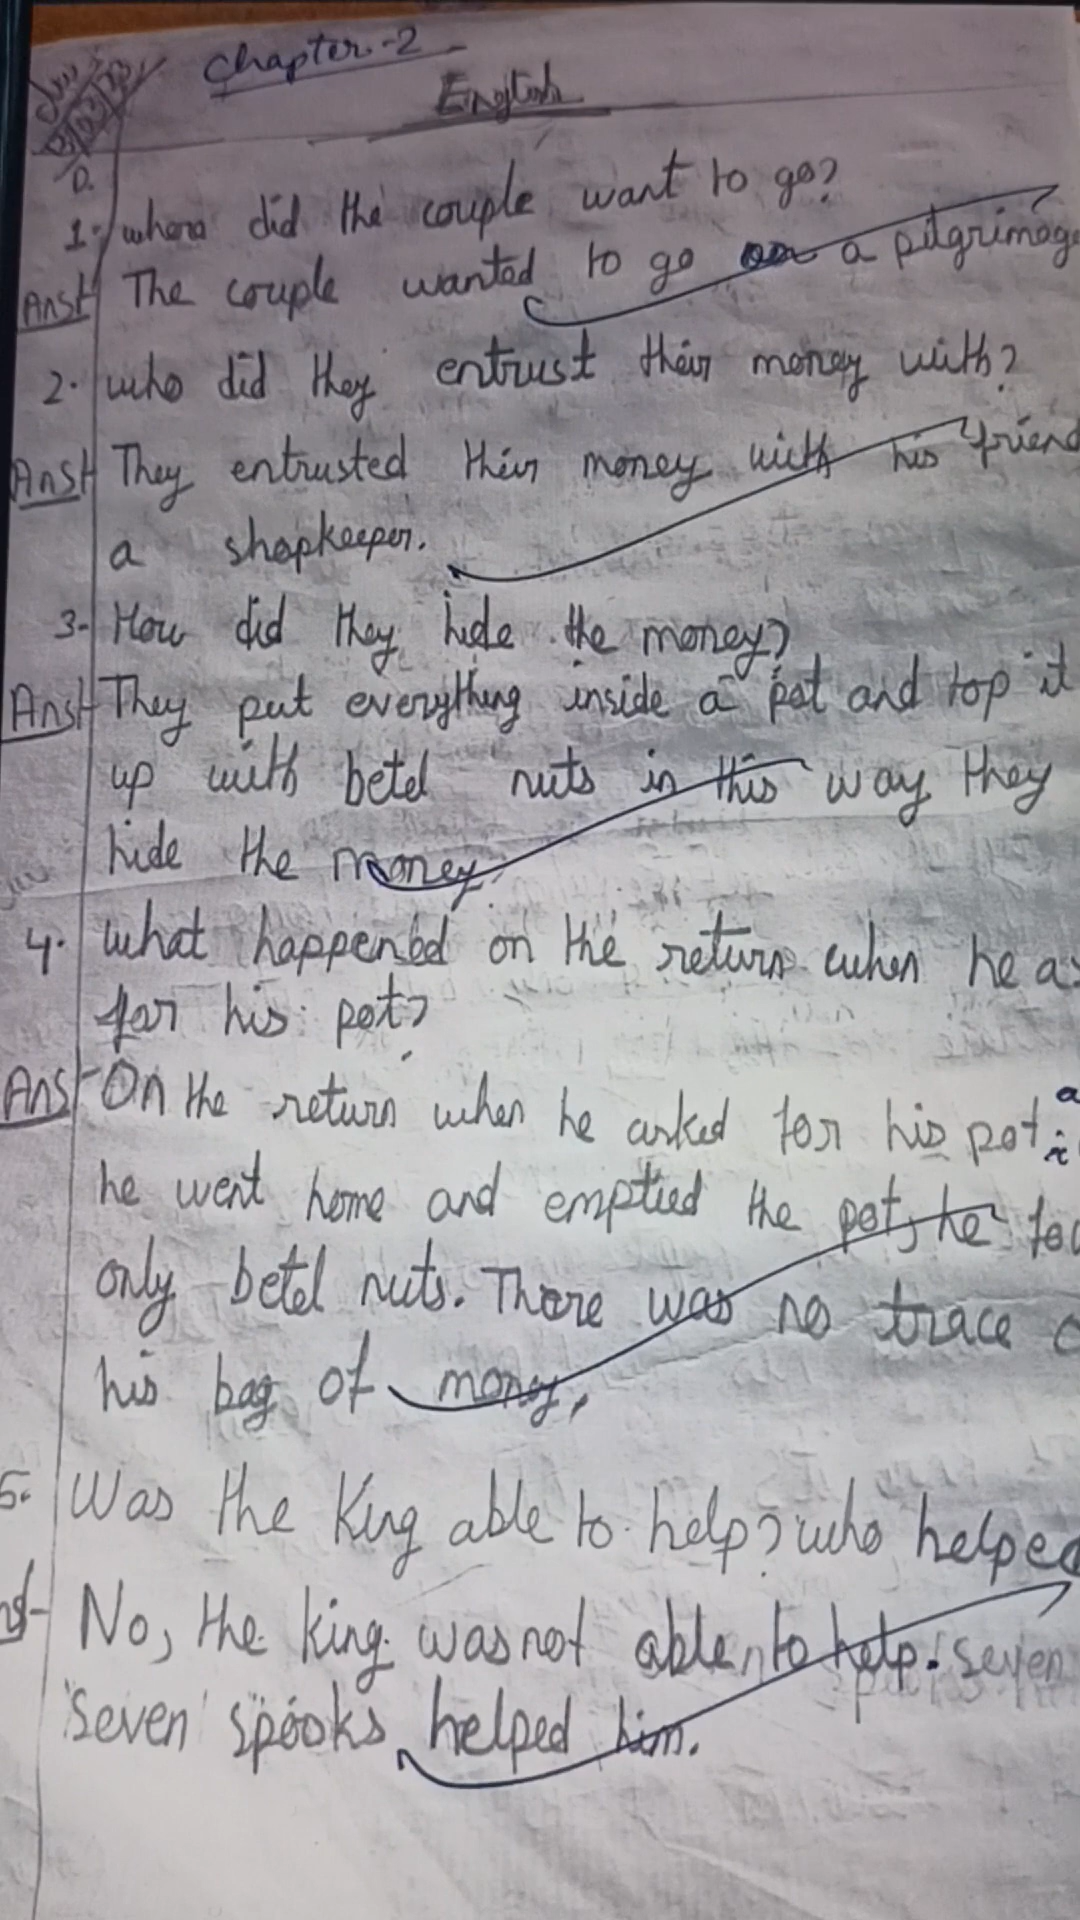 Chapter-2
English
D.
1. where did the couple want to go?
Ans+ The couple wanted to go on a pilgrimage
2. who did they entrust their money with?
Ans+ They entrusted their money with his friend
a shopkeeper.
3- How did they hide the money?
Ans+ They put everything inside a pot and top it
up with betel nuts in this way they
hide the money.
4. what happened on the return when he as
for his pot?
Ans- On the return when he asked for his pot
he went home and emptied the pot, he fou
only betel nuts. There was no trace o
his bag of money.
5. Was the King able to help? who helped
No, the king was not able to help. seven
'seven' spooks helped him.